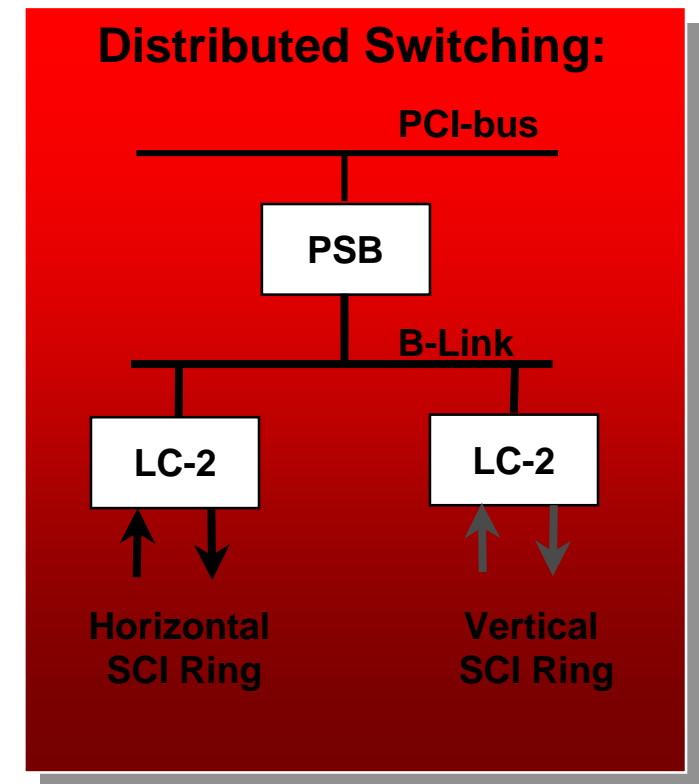 Distributed Switching:
PCI-bus
PSB
B-Link
LC-2
LC-2
Horizontal
SCI Ring
Vertical
SCI Ring